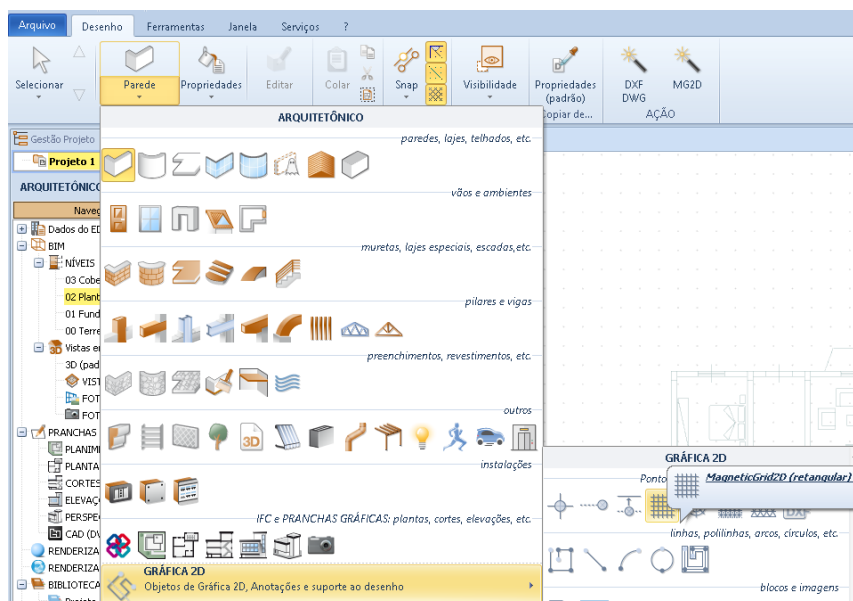 Arquivo Desenho Ferramentas Janela Serviços ?
Selecionar Parede Propriedades Editar Colar Snap Visibilidade Propriedades (padrão) DXF DWG MG2D
Copiar de... AÇÃO
ARQUITETÔNICO
Gestão Projeto
paredes, lajes, telhados, etc.
Projeto 1
ARQUITETÔNICO
vãos e ambientes
Naveg
Dados do ED
BIM
muretas, lajes especiais, escadas,etc.
NÍVEIS
03 Cobe
02 Plant
pilares e vigas
01 Fund
00 Terre
Vistas en
preenchimentos, revestimentos, etc.
3D (pad
VIST
FOT
FOT
outros
PRANCHAS
3D
PLANIM
GRÁFICA 2D
PLANTA
instalações
Ponto
MagneticGrid2D (retangular)
CORTES
ELEVAÇ
DXF
PERSPE
IFC e PRANCHAS GRÁFICAS: plantas, cortes, elevações, etc.
linhas, polilinhas, arcos, círculos, etc.
CAD (DV
RENDERIZA
RENDERIZA
GRÁFICA 2D
BIBLIOTECA
Objetos de Gráfica 2D, Anotações e suporte ao desenho
blocos e imagens
Projeto